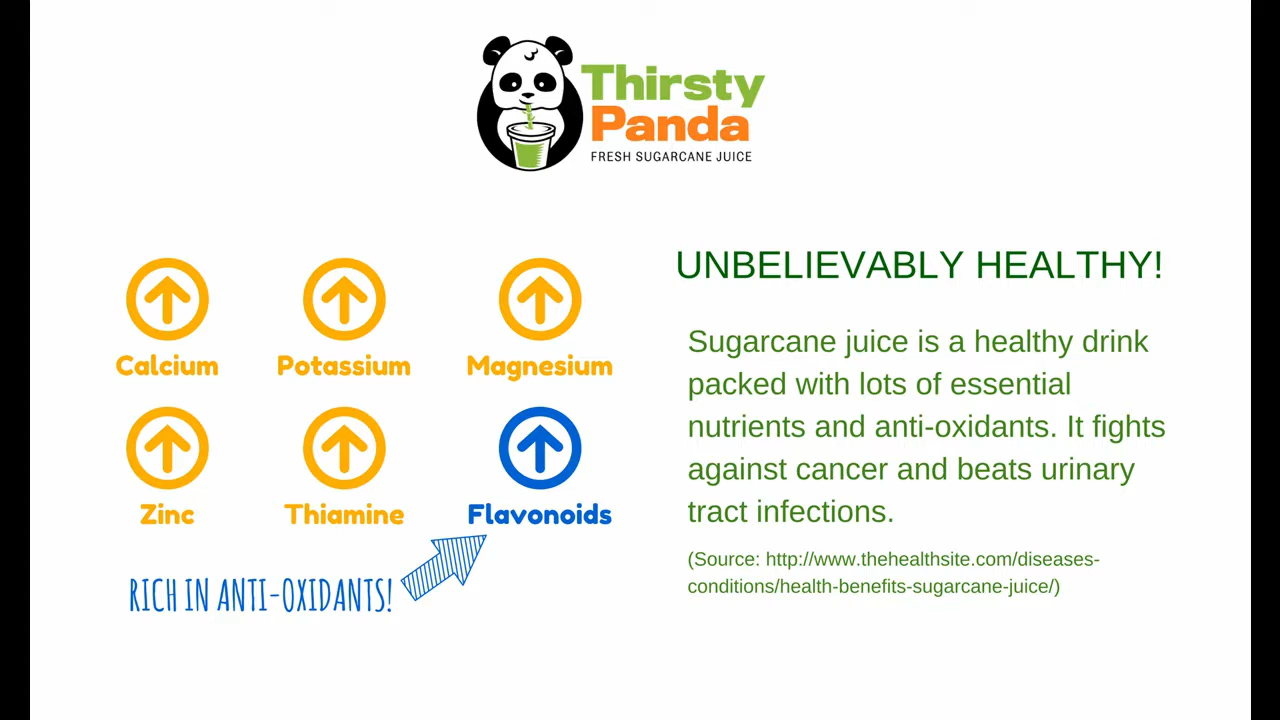 Thirsty
Panda
FRESH SUGARCANE JUICE
Calcium
Potassium
Magnesium
Zinc
Thiamine
Flavonoids
RICH IN ANTI-OXIDANTS!
UNBELIEVABLY HEALTHY!
Sugarcane juice is a healthy drink
packed with lots of essential
nutrients and anti-oxidants. It fights
against cancer and beats urinary
tract infections.
(Source: http://www.thehealthsite.com/diseases-
conditions/health-benefits-sugarcane-juice/)